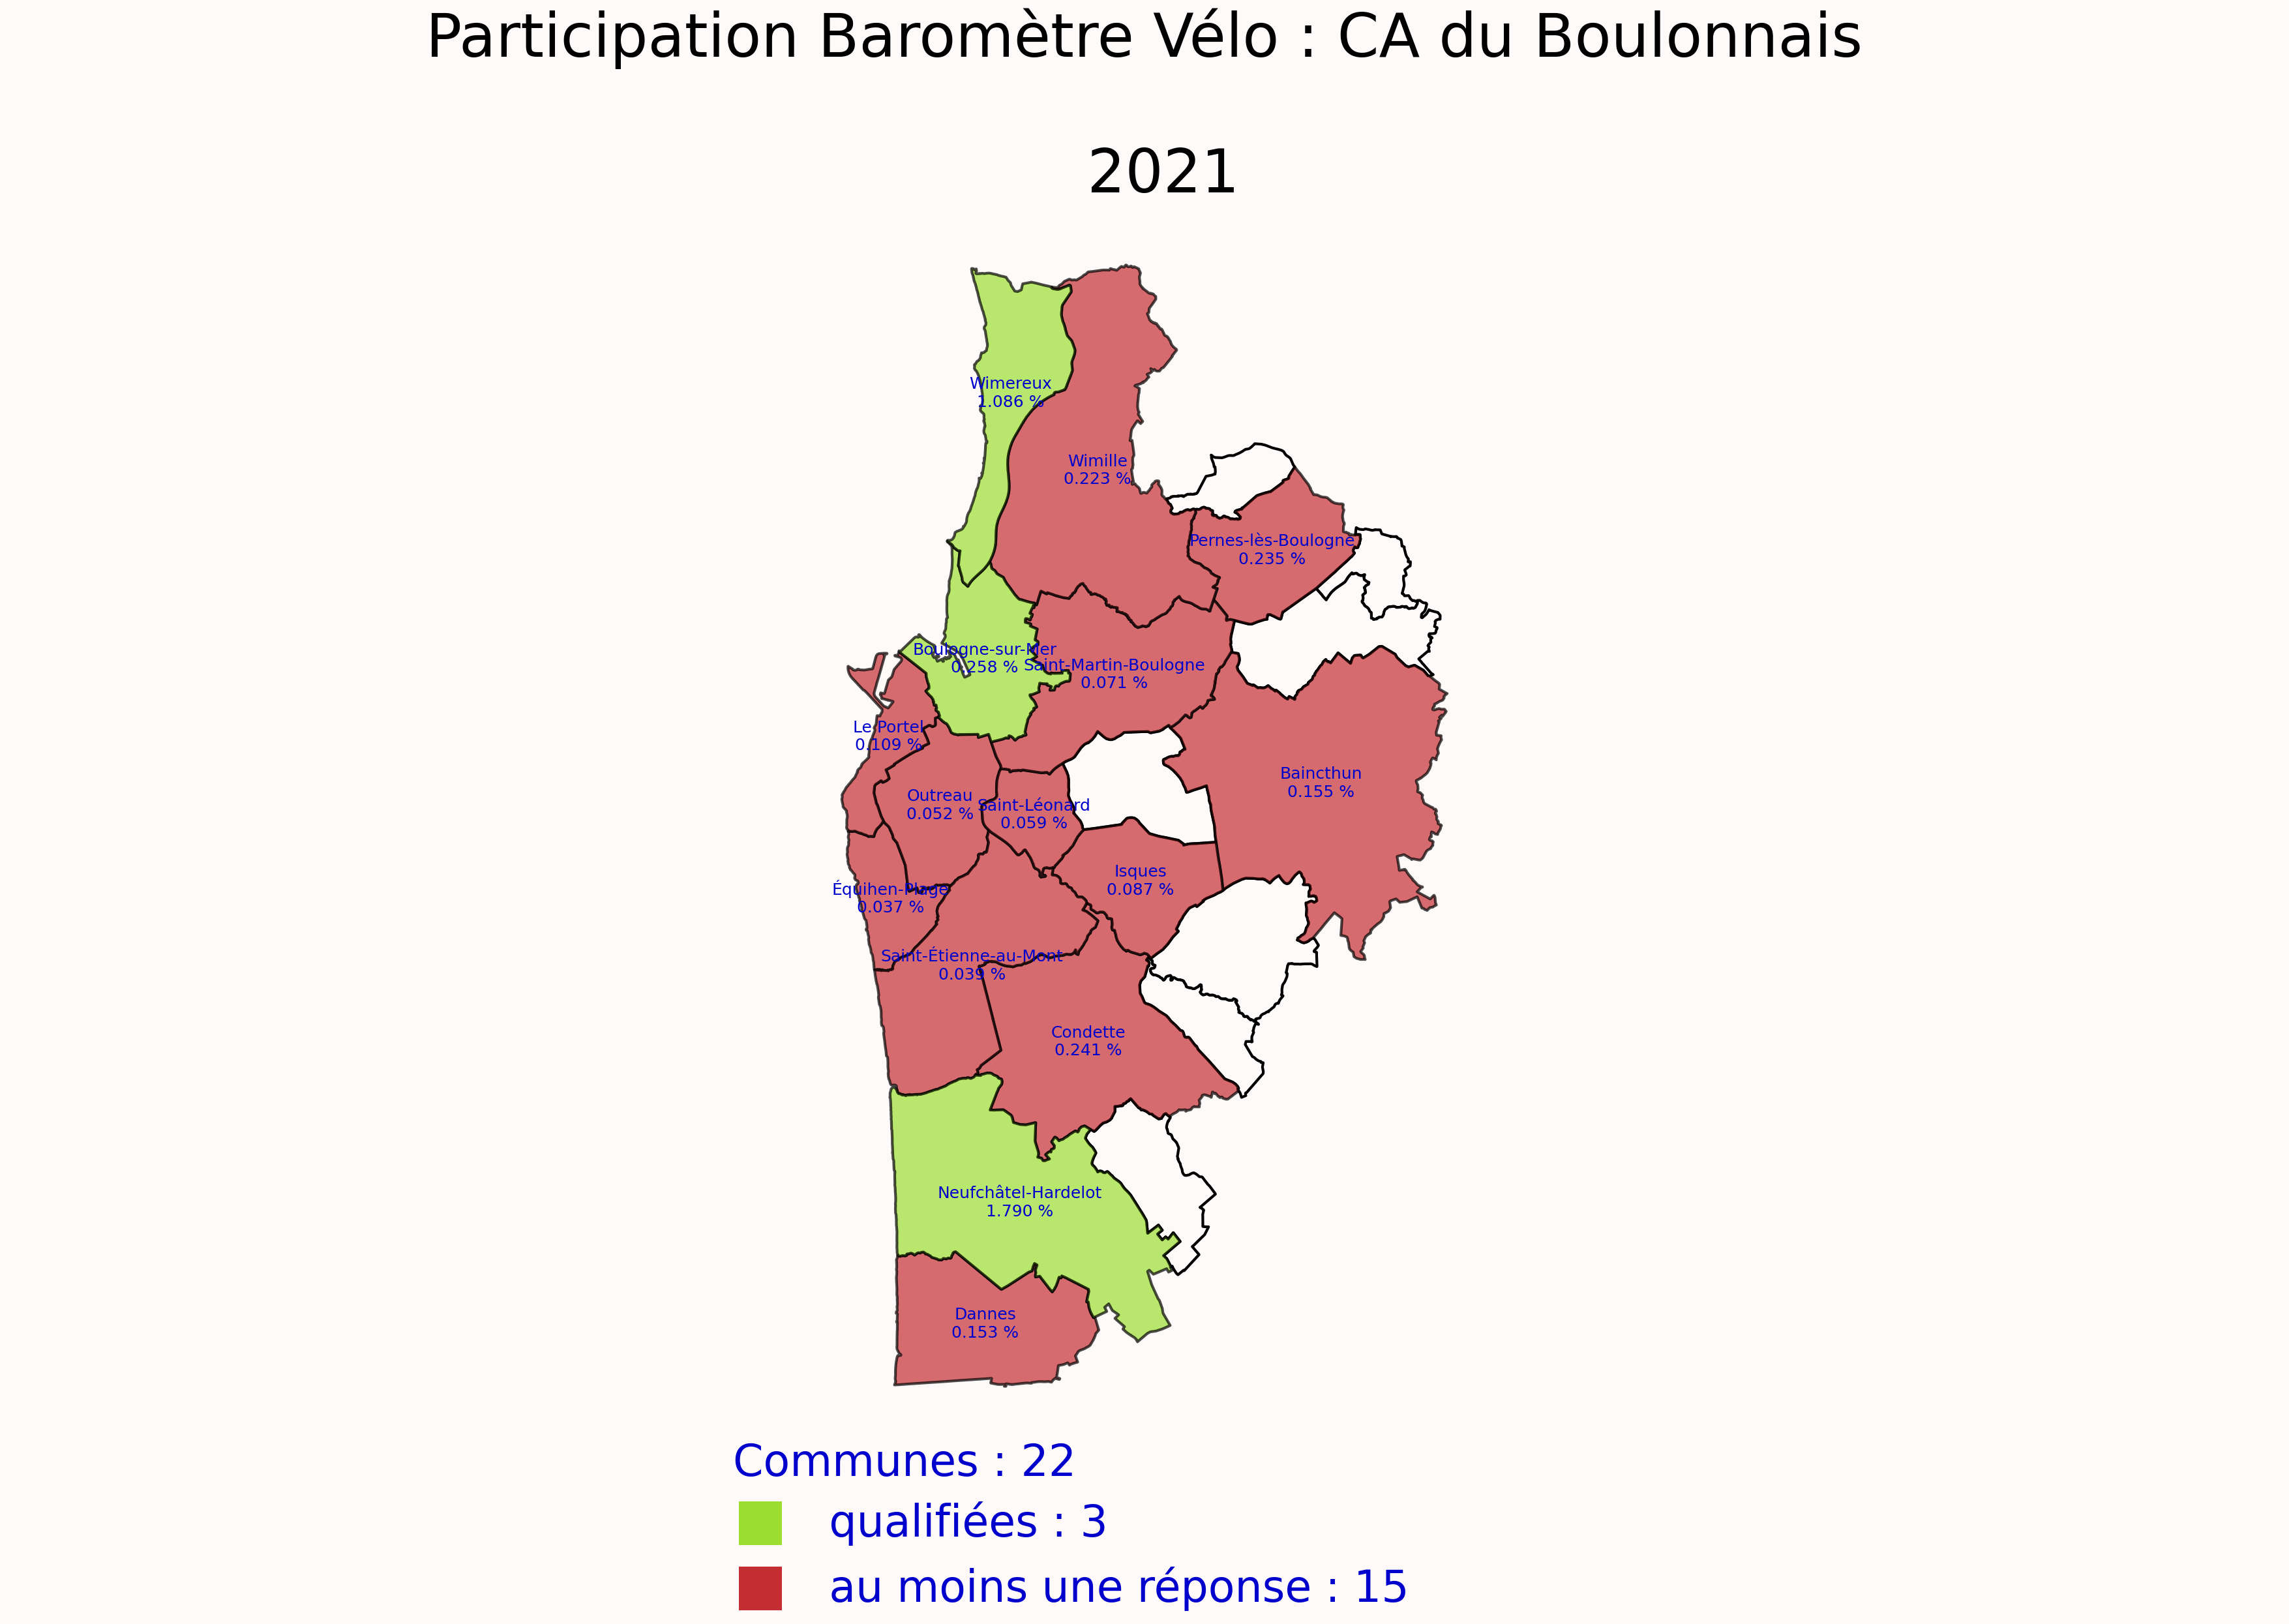 Participation Baromètre Vélo : CA du Boulonnais
2021
Wimereux
1.086 %
Wimille
0.223 %
Pernes-lès-Boulogne
0.235 %
Boulogne-sur-Mer
0.258 %
Saint-Martin-Boulogne
0.071 %
Le Portel
0.109 %
Baincthun
0.155 %
Outreau
0.052 %
Saint-Léonard
0.059 %
Isques
0.087 %
Équihen-Plage
0.037 %
Saint-Étienne-au-Mont
0.039 %
Condette
0.241 %
Neufchâtel-Hardelot
1.790 %
Dannes
0.153 %
Communes : 22
qualifiées : 3
au moins une réponse : 15